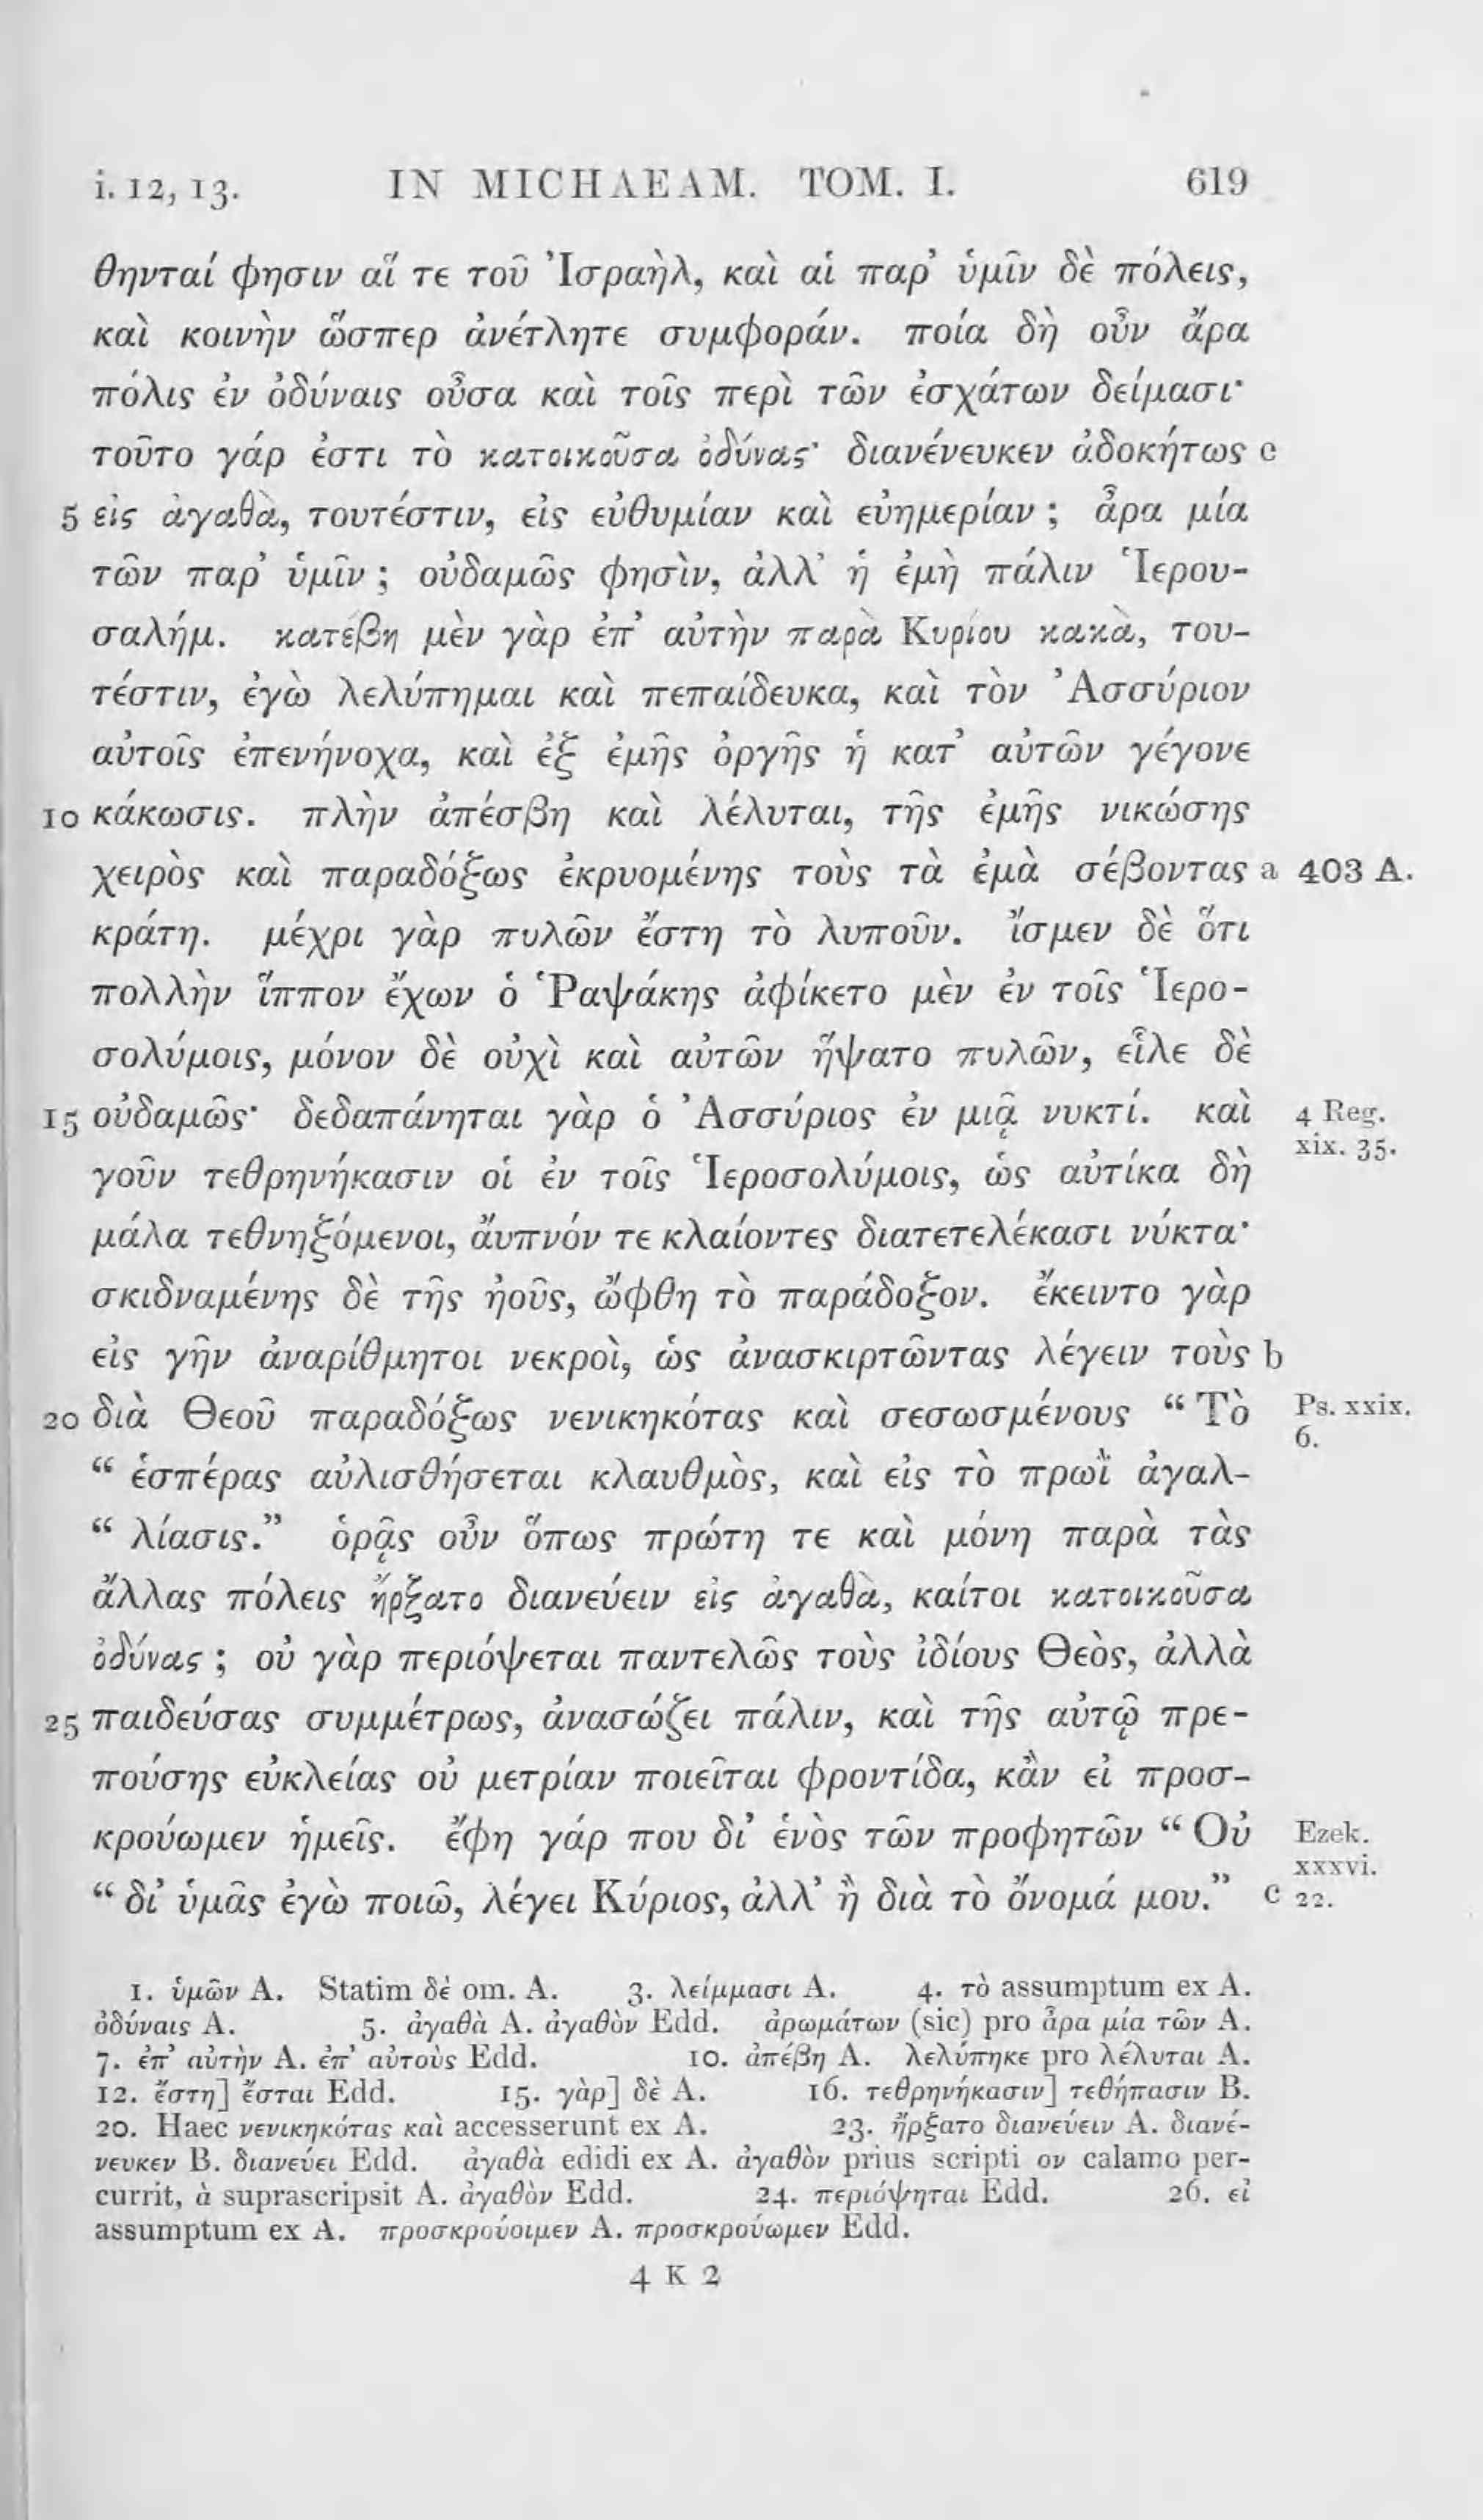 i. 12, 13. IN MICHAEAM. TOM. I. 619
θηνταί φησιν αἵ τε τοῦ Ἰσραὴλ, καὶ αἱ παρ’ ὑμῖν δὲ πόλεις,
καὶ κοινὴν ὥσπερ ἀνέτλητε συμφοράν. ποία δὴ οὖν ἄρα
πόλις ἐν ὀδύναις οὖσα καὶ τοῖς περὶ τῶν ἐσχάτων δείμασι·
τοῦτο γάρ ἐστι τὸ κατοικοῦσα ὀδύνας· διανένευκεν ἀδοκήτως c
5 εἰς ἀγαθὰ, τουτέστιν, εἰς εὐθυμίαν καὶ εὐημερίαν ; ἆρα μία
τῶν παρ’ ὑμῖν ; οὐδαμῶς φησὶν, ἀλλ’ ἡ ἐμὴ πάλιν Ἱερου-
σαλήμ. κατέβη μὲν γὰρ ἐπ’ αὐτὴν παρὰ Κυρίου κακὰ, του-
τέστιν, ἐγὼ λελύπημαι καὶ πεπαίδευκα, καὶ τὸν Ἀσσύριον
αὐτοῖς ἐπενήνοχα, καὶ ἐξ ἐμῆς ὀργῆς ἡ κατ’ αὐτῶν γέγονε
10 κάκωσις. πλὴν ἀπέσβη καὶ λέλυται, τῆς ἐμῆς νικώσης
χειρὸς καὶ παραδόξως ἐκρυομένης τοὺς τὰ ἐμὰ σέβοντας a 403 A.
κράτη. μέχρι γὰρ πυλῶν ἔστη τὸ λυποῦν. ἴσμεν δὲ ὅτι
πολλὴν ἵππον ἔχων ὁ Ῥαψάκης ἀφίκετο μὲν ἐν τοῖς Ἱερο-
σολύμοις, μόνον δὲ οὐχὶ καὶ αὐτῶν ἥψατο πυλῶν, εἷλε δὲ
15 οὐδαμῶς· δεδαπάνηται γὰρ ὁ Ἀσσύριος ἐν μιᾷ νυκτί. καὶ 4 Reg.
xix. 35.
γοῦν τεθρηνήκασιν οἱ ἐν τοῖς Ἱεροσολύμοις, ὡς αὐτίκα δὴ
μάλα τεθνηξόμενοι, ἄυπνόν τε κλαίοντες διατετελέκασι νύκτα·
σκιδναμένης δὲ τῆς ἠοῦς, ὤφθη τὸ παράδοξον. ἔκειντο γὰρ
εἰς γῆν ἀναρίθμητοι νεκροὶ, ὡς ἀνασκιρτῶντας λέγειν τοὺς b
20 διὰ Θεοῦ παραδόξως νενικηκότας καὶ σεσωσμένους “ Τὸ Ps. xxix.
6.
“ ἑσπέρας αὐλισθήσεται κλαυθμὸς, καὶ εἰς τὸ πρωῒ ἀγαλ-
“ λίασις.” ὁρᾷς οὖν ὅπως πρώτη τε καὶ μόνη παρὰ τὰς
ἄλλας πόλεις ἤρξατο διανεύειν εἰς ἀγαθὰ, καίτοι κατοικοῦσα
ὀδύνας ; οὐ γὰρ περιόψεται παντελῶς τοὺς ἰδίους Θεὸς, ἀλλὰ
25 παιδεύσας συμμέτρως, ἀνασώζει πάλιν, καὶ τῆς αὐτῷ πρε-
πούσης εὐκλείας οὐ μετρίαν ποιεῖται φροντίδα, κἂν εἰ προσ-
κρούωμεν ἡμεῖς. ἔφη γάρ που δι’ ἑνὸς τῶν προφητῶν “ Οὐ Ezek.
xxxvi.
“ δι’ ὑμᾶς ἐγὼ ποιῶ, λέγει Κύριος, ἀλλ’ ἢ διὰ τὸ ὄνομά μου.” c 22.
1. ὑμῶν A. Statim δέ om. A. 3. λείμμασι A. 4. τὸ assumptum ex A.
ὀδύναις A. 5. ἀγαθὰ A. ἀγαθὸν Edd. ἀρωμάτων (sic) pro ἆρα μία τῶν A.
7. ἐπ’ αὐτὴν A. ἐπ’ αὐτοὺς Edd. 10. ἀπέβη A. λελύπηκε pro λέλυται A.
12. ἔστη] ἔσται Edd. 15. γὰρ] δὲ A. 16. τεθρηνήκασιν] τεθήπασιν B.
20. Haec νενικηκότας καὶ accesserunt ex A. 23. ἤρξατο διανεύειν A. διανέ-
νευκεν B. διανεύει Edd. ἀγαθὰ edidi ex A. ἀγαθὸν prius scripti ον calamo per-
currit, ὰ suprascripsit A. ἀγαθὸν Edd. 24. περιόψηται Edd. 26. εἰ
assumptum ex A. προσκρούοιμεν A. προσκρούωμεν Edd.
4 K 2